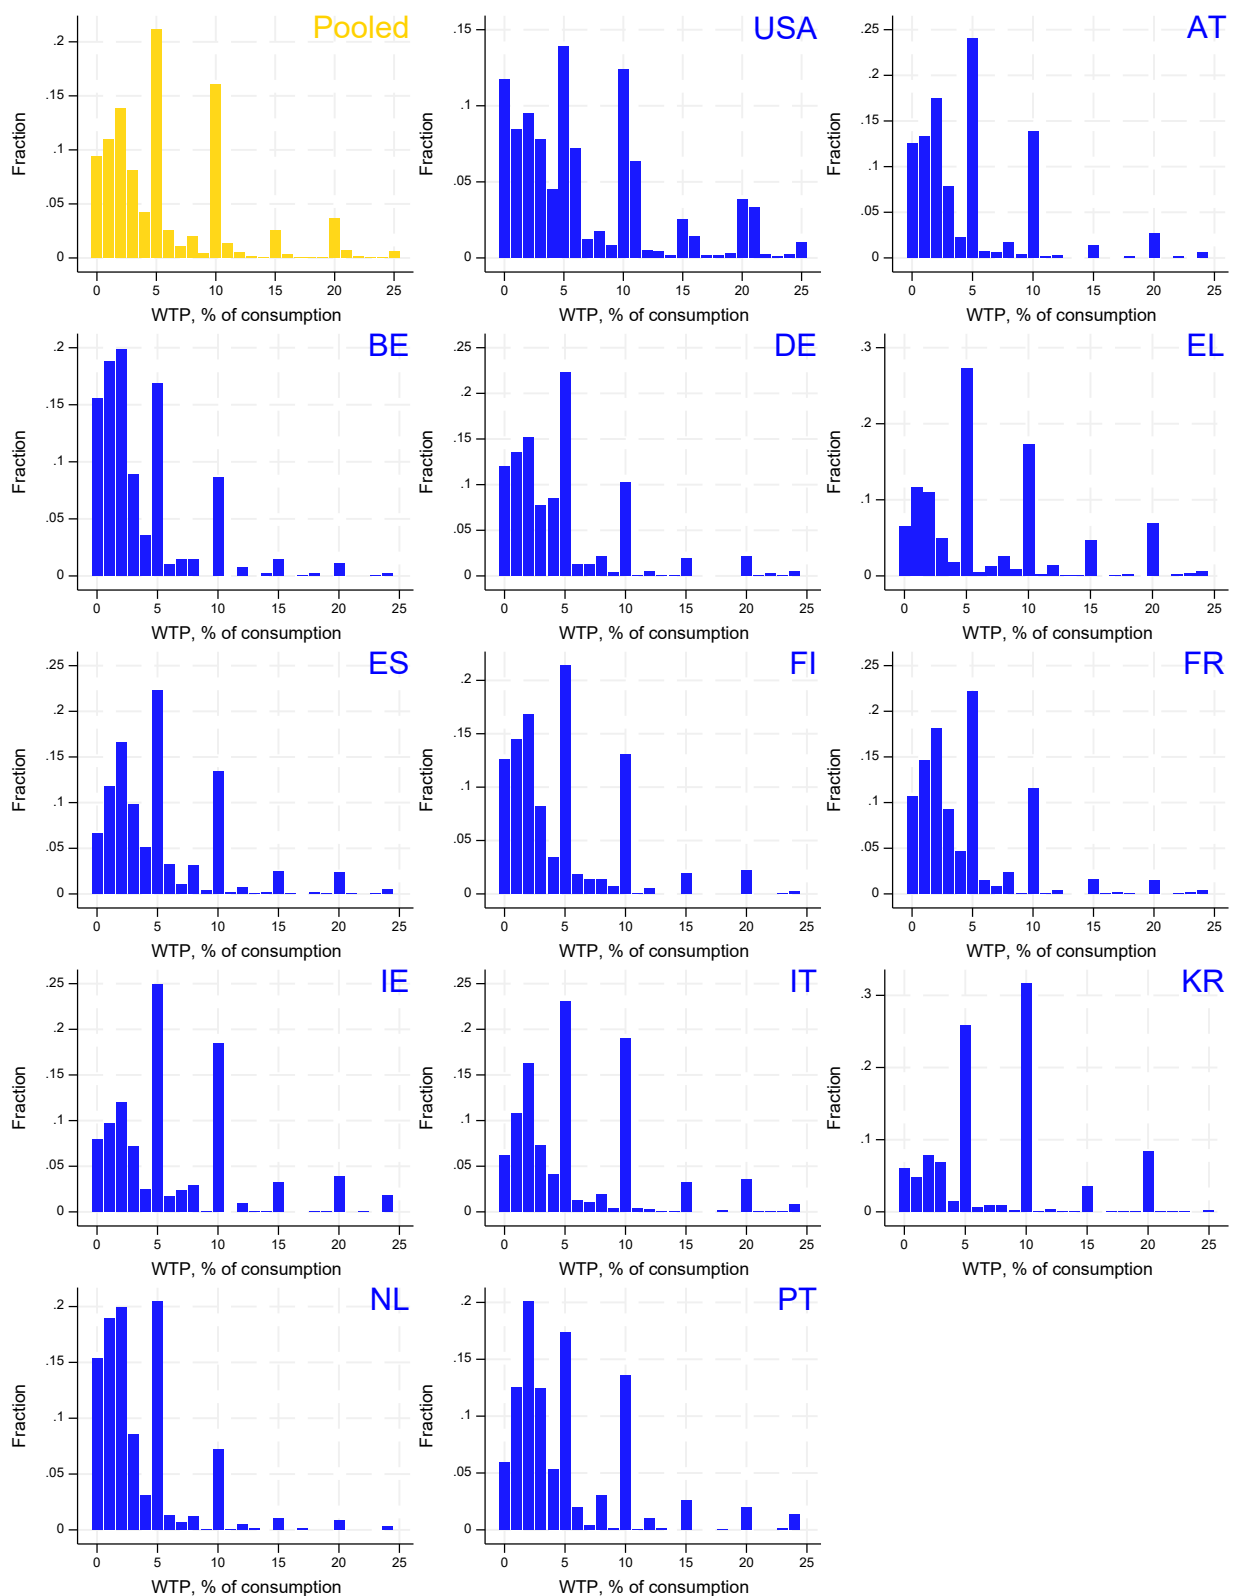 Pooled
.2
.15
.1
.05
0
Fraction
0 5 10 15 20 25
WTP, % of consumption
USA
.15
.1
.05
0
Fraction
0 5 10 15 20 25
WTP, % of consumption
AT
.25
.2
.15
.1
.05
0
Fraction
0 5 10 15 20 25
WTP, % of consumption
BE
.2
.15
.1
.05
0
Fraction
0 5 10 15 20 25
WTP, % of consumption
DE
.25
.2
.15
.1
.05
0
Fraction
0 5 10 15 20 25
WTP, % of consumption
EL
.3
.2
.1
0
Fraction
0 5 10 15 20 25
WTP, % of consumption
ES
.25
.2
.15
.1
.05
0
Fraction
0 5 10 15 20 25
WTP, % of consumption
FI
.2
.15
.1
.05
0
Fraction
0 5 10 15 20 25
WTP, % of consumption
FR
.25
.2
.15
.1
.05
0
Fraction
0 5 10 15 20 25
WTP, % of consumption
IE
.25
.2
.15
.1
.05
0
Fraction
0 5 10 15 20 25
WTP, % of consumption
IT
.25
.2
.15
.1
.05
0
Fraction
0 5 10 15 20 25
WTP, % of consumption
KR
.3
.2
.1
0
Fraction
0 5 10 15 20 25
WTP, % of consumption
NL
.2
.15
.1
.05
0
Fraction
0 5 10 15 20 25
WTP, % of consumption
PT
.2
.15
.1
.05
0
Fraction
0 5 10 15 20 25
WTP, % of consumption